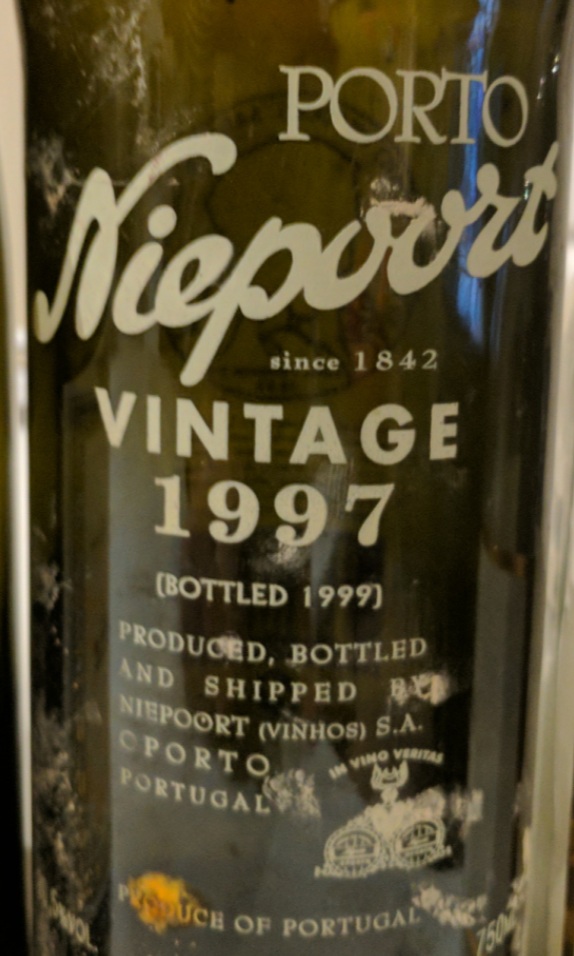 PORTO
Niepoort
since 1842
VINTAGE
1997
(BOTTLED 1999)
PRODUCED, BOTTLED
AND SHIPPED BY
NIEPOORT (VINHOS) S.A.
OPORTO
PORTUGAL
IN VINO VERITAS
PRODUCE OF PORTUGAL